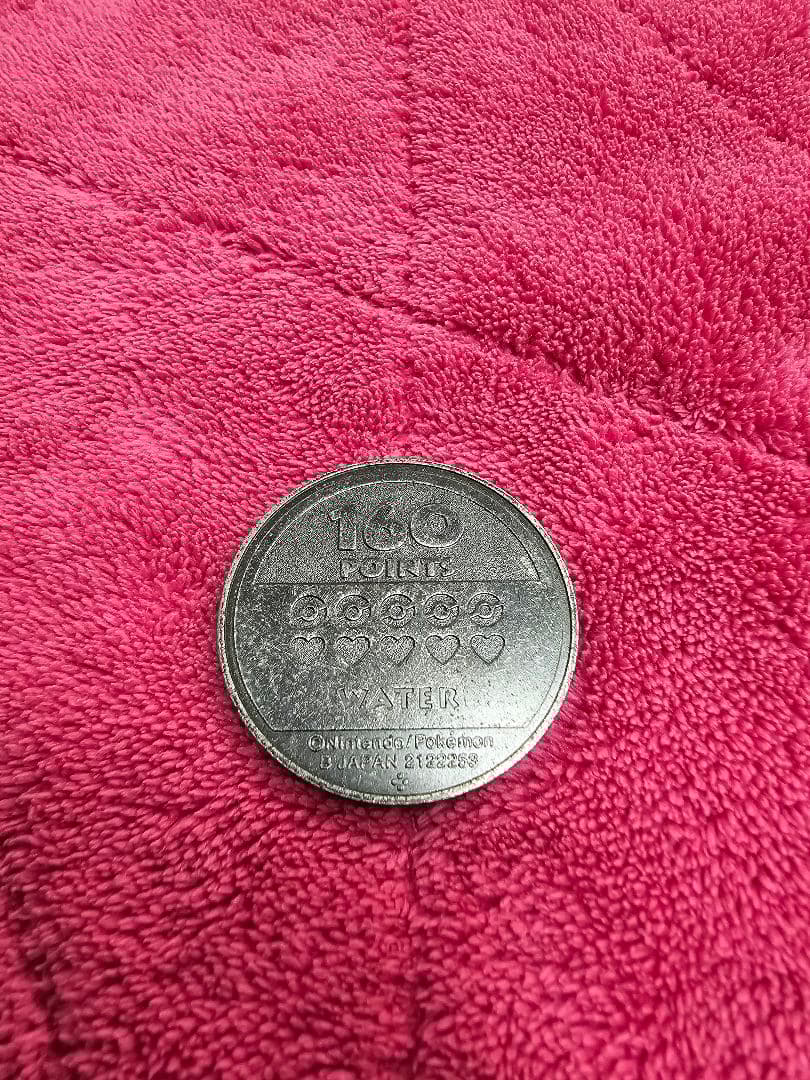 160
POINTS
WATER
©Nintendo/Pokémon
D JAPAN 2122253